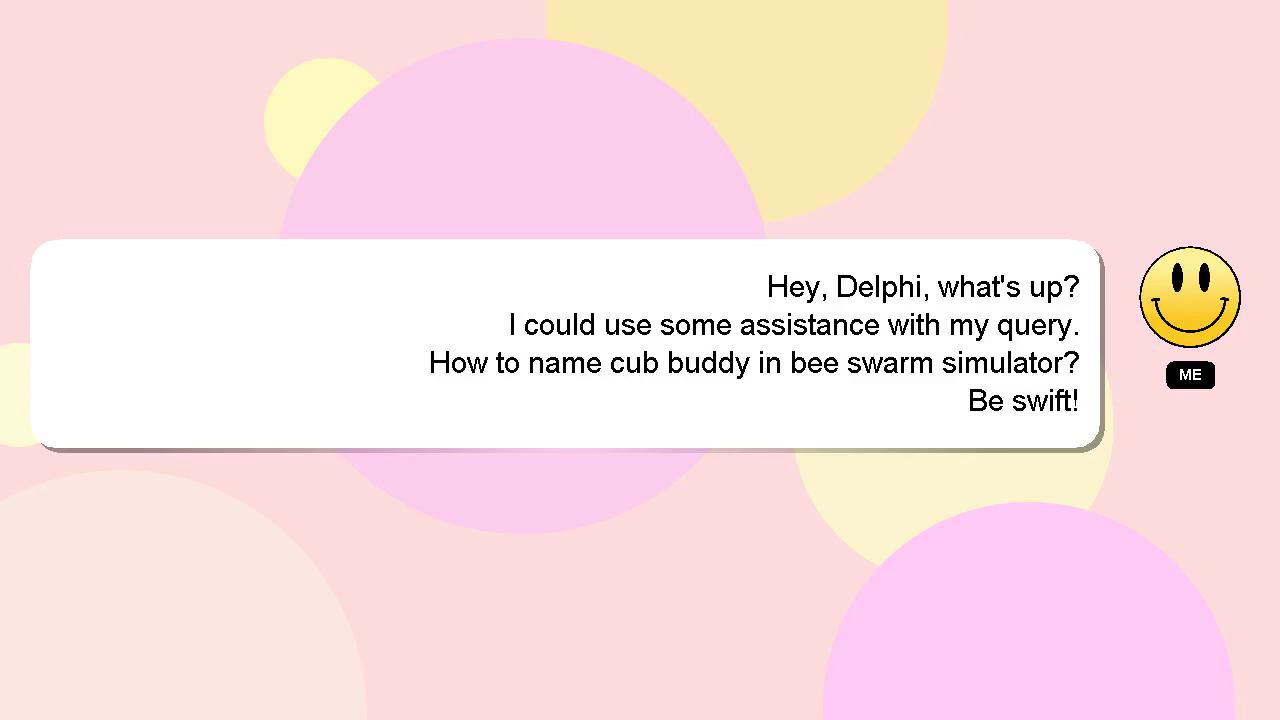 Hey, Delphi, what's up?
I could use some assistance with my query.
How to name cub buddy in bee swarm simulator?
Be swift!
ME